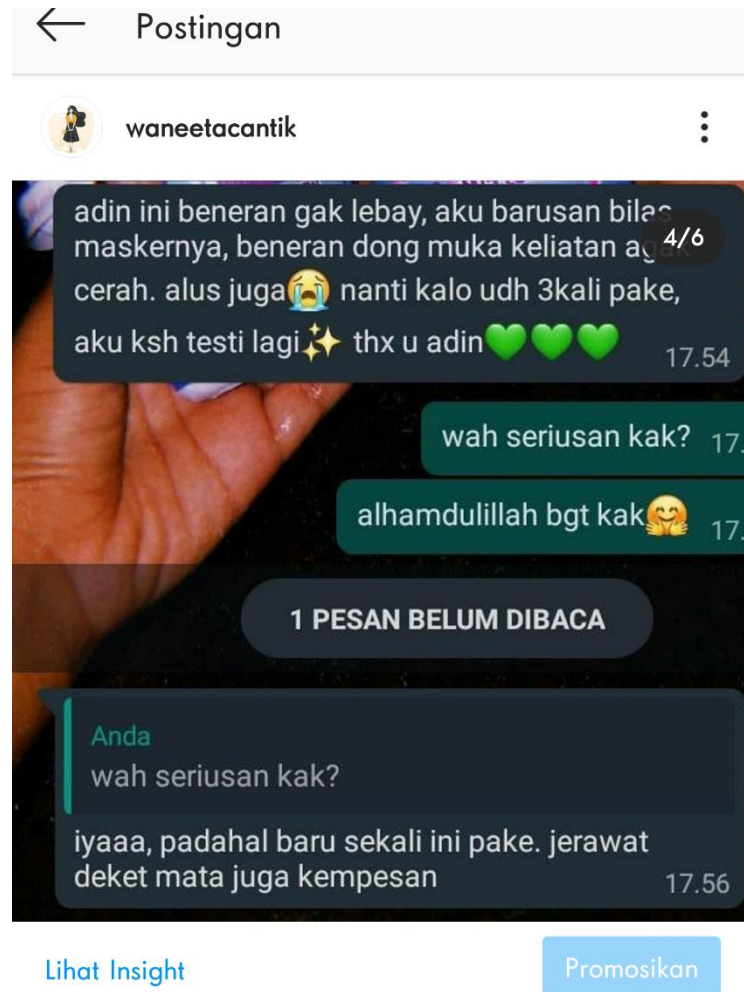 Postingan
waneetacantik
adin ini beneran gak lebay, aku barusan bilas
4/6
maskernya, beneran dong muka keliatan agak
cerah. alus juga😭 nanti kalo udh 3kali pake,
aku ksh testi lagi✨ thx u adin💚💚💚
17.54
wah seriusan kak? 17.
alhamdulillah bgt kak🤗 17.
1 PESAN BELUM DIBACA
Anda
wah seriusan kak?
iyaaa, padahal baru sekali ini pake. jerawat
deket mata juga kempesan
17.56
Lihat Insight
Promosikan